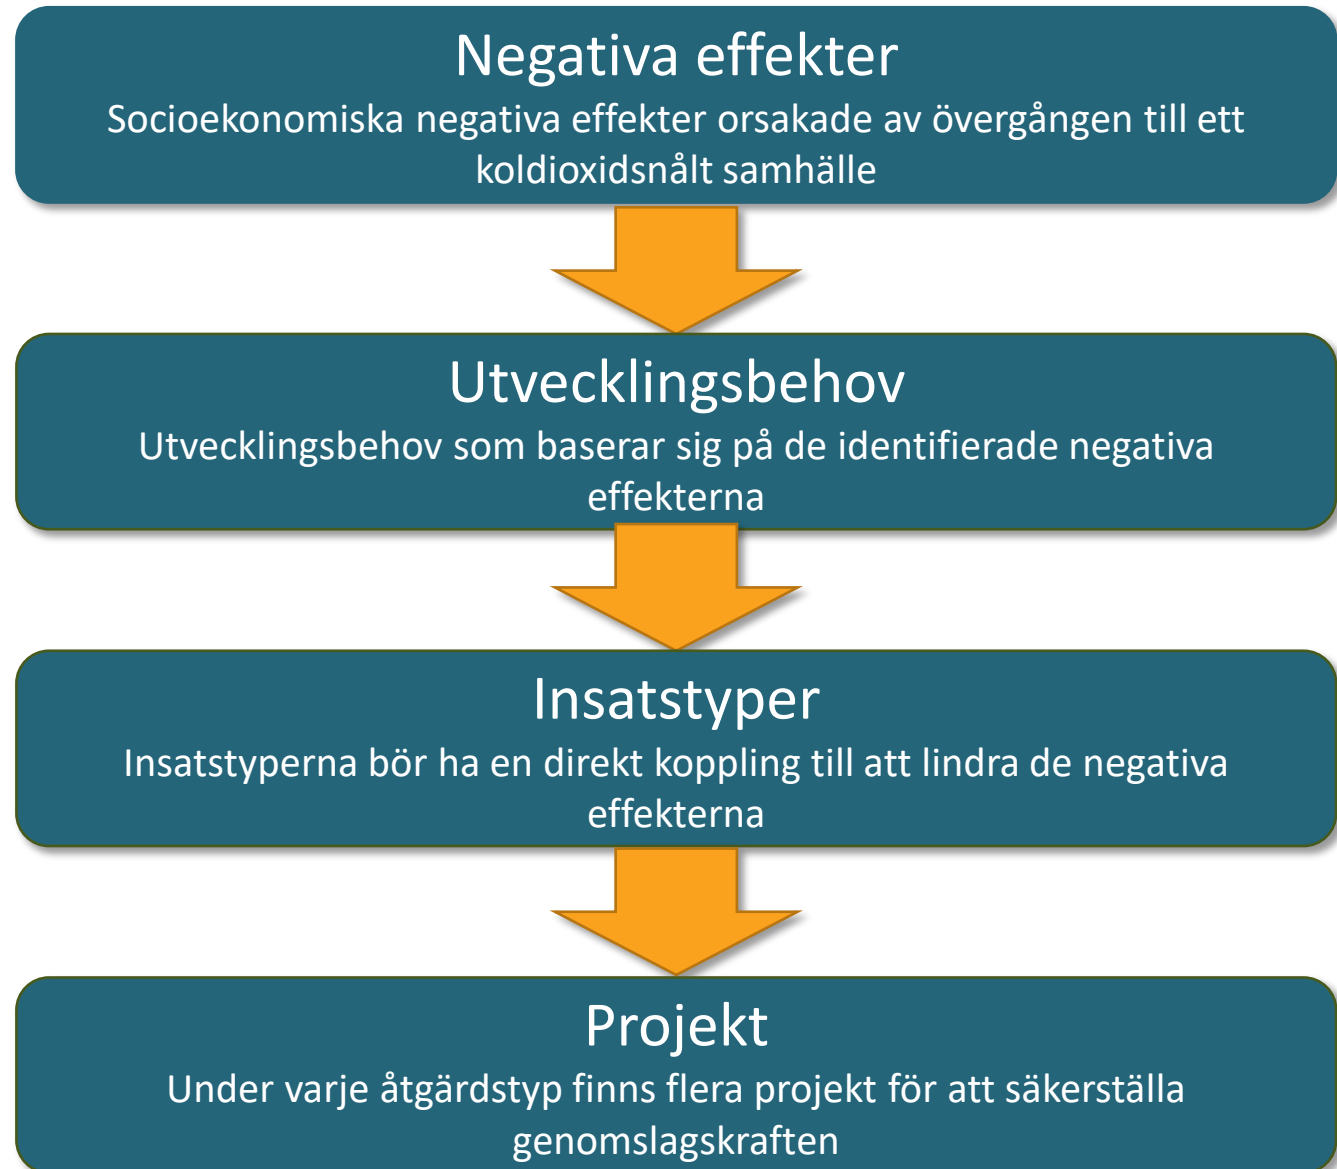 Negativa effekter
Socioekonomiska negativa effekter orsakade av övergången till ett
koldioxidsnålt samhälle
Utvecklingsbehov
Utvecklingsbehov som baserar sig på de identifierade negativa
effekterna
Insatstyper
Insatstyperna bör ha en direkt koppling till att lindra de negativa
effekterna
Projekt
Under varje åtgärdstyp finns flera projekt för att säkerställa
genomslagskraften